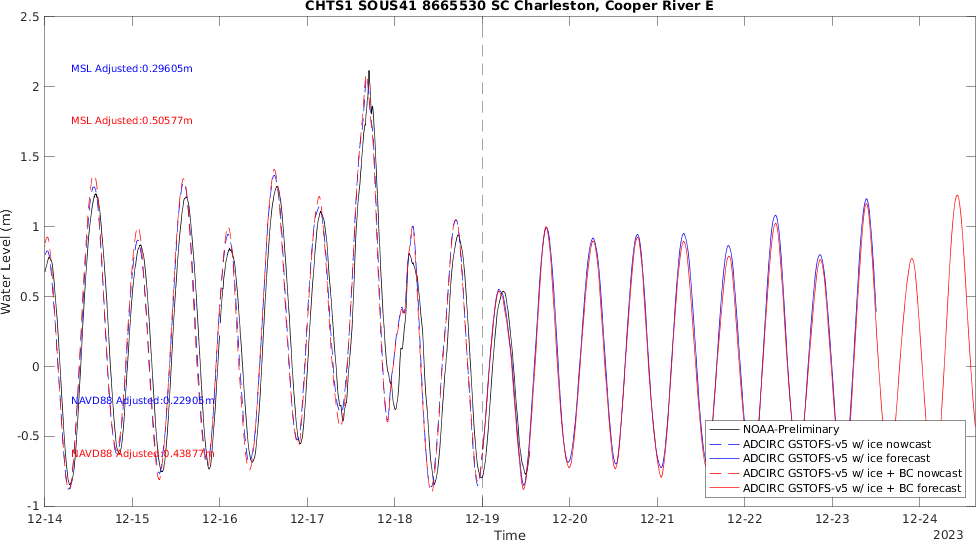 CHTS1 SOUS41 8665530 SC Charleston, Cooper River E
2.5
2
1.5
1
0.5
0
-0.5
-1
Water Level (m)
MSL Adjusted:0.29605m
MSL Adjusted:0.50577m
NAVD88 Adjusted:0.22905m
NAVD88 Adjusted:0.43877m
NOAA-Preliminary
ADCIRC GSTOFS-v5 w/ ice nowcast
ADCIRC GSTOFS-v5 w/ ice forecast
ADCIRC GSTOFS-v5 w/ ice + BC nowcast
ADCIRC GSTOFS-v5 w/ ice + BC forecast
12-14 12-15 12-16 12-17 12-18 12-19 12-20 12-21 12-22 12-23 12-24
Time
2023